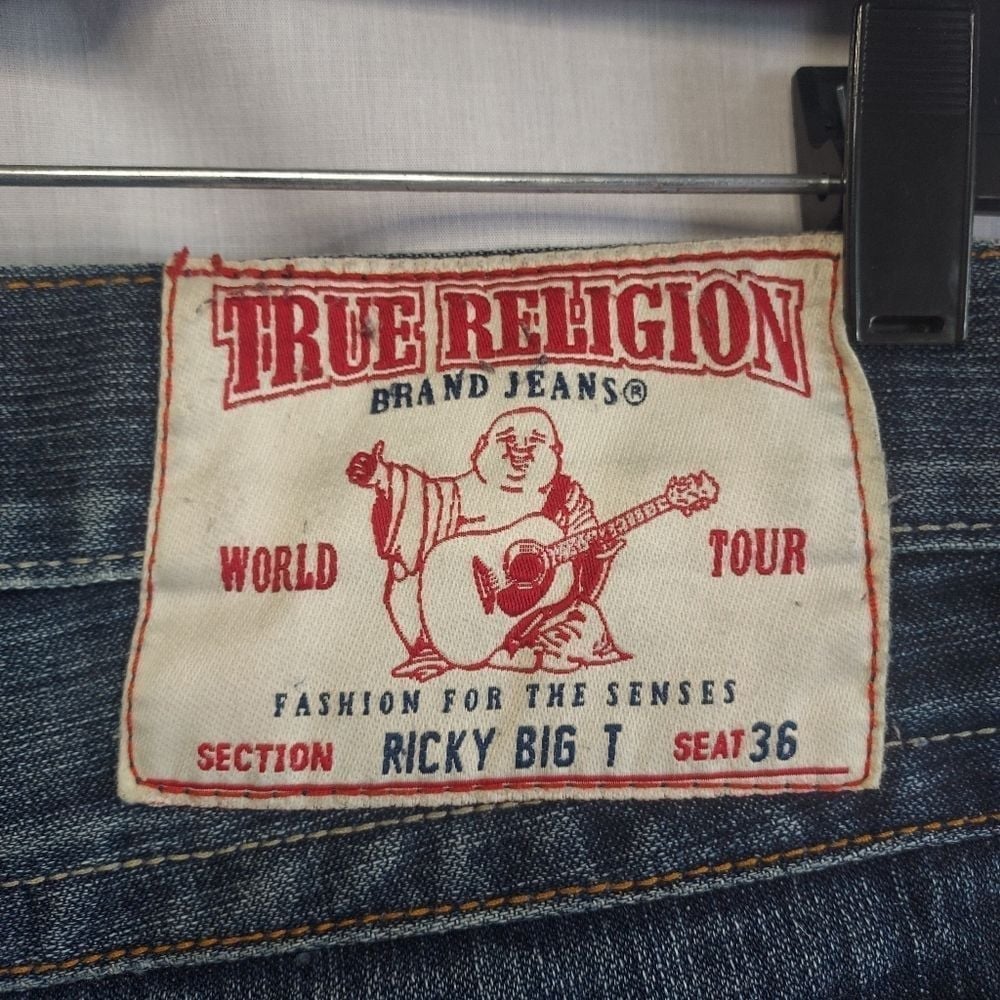 TRUE RELIGION
BRAND JEANS®
WORLD TOUR
FASHION FOR THE SENSES
SECTION RICKY BIG T SEAT 36